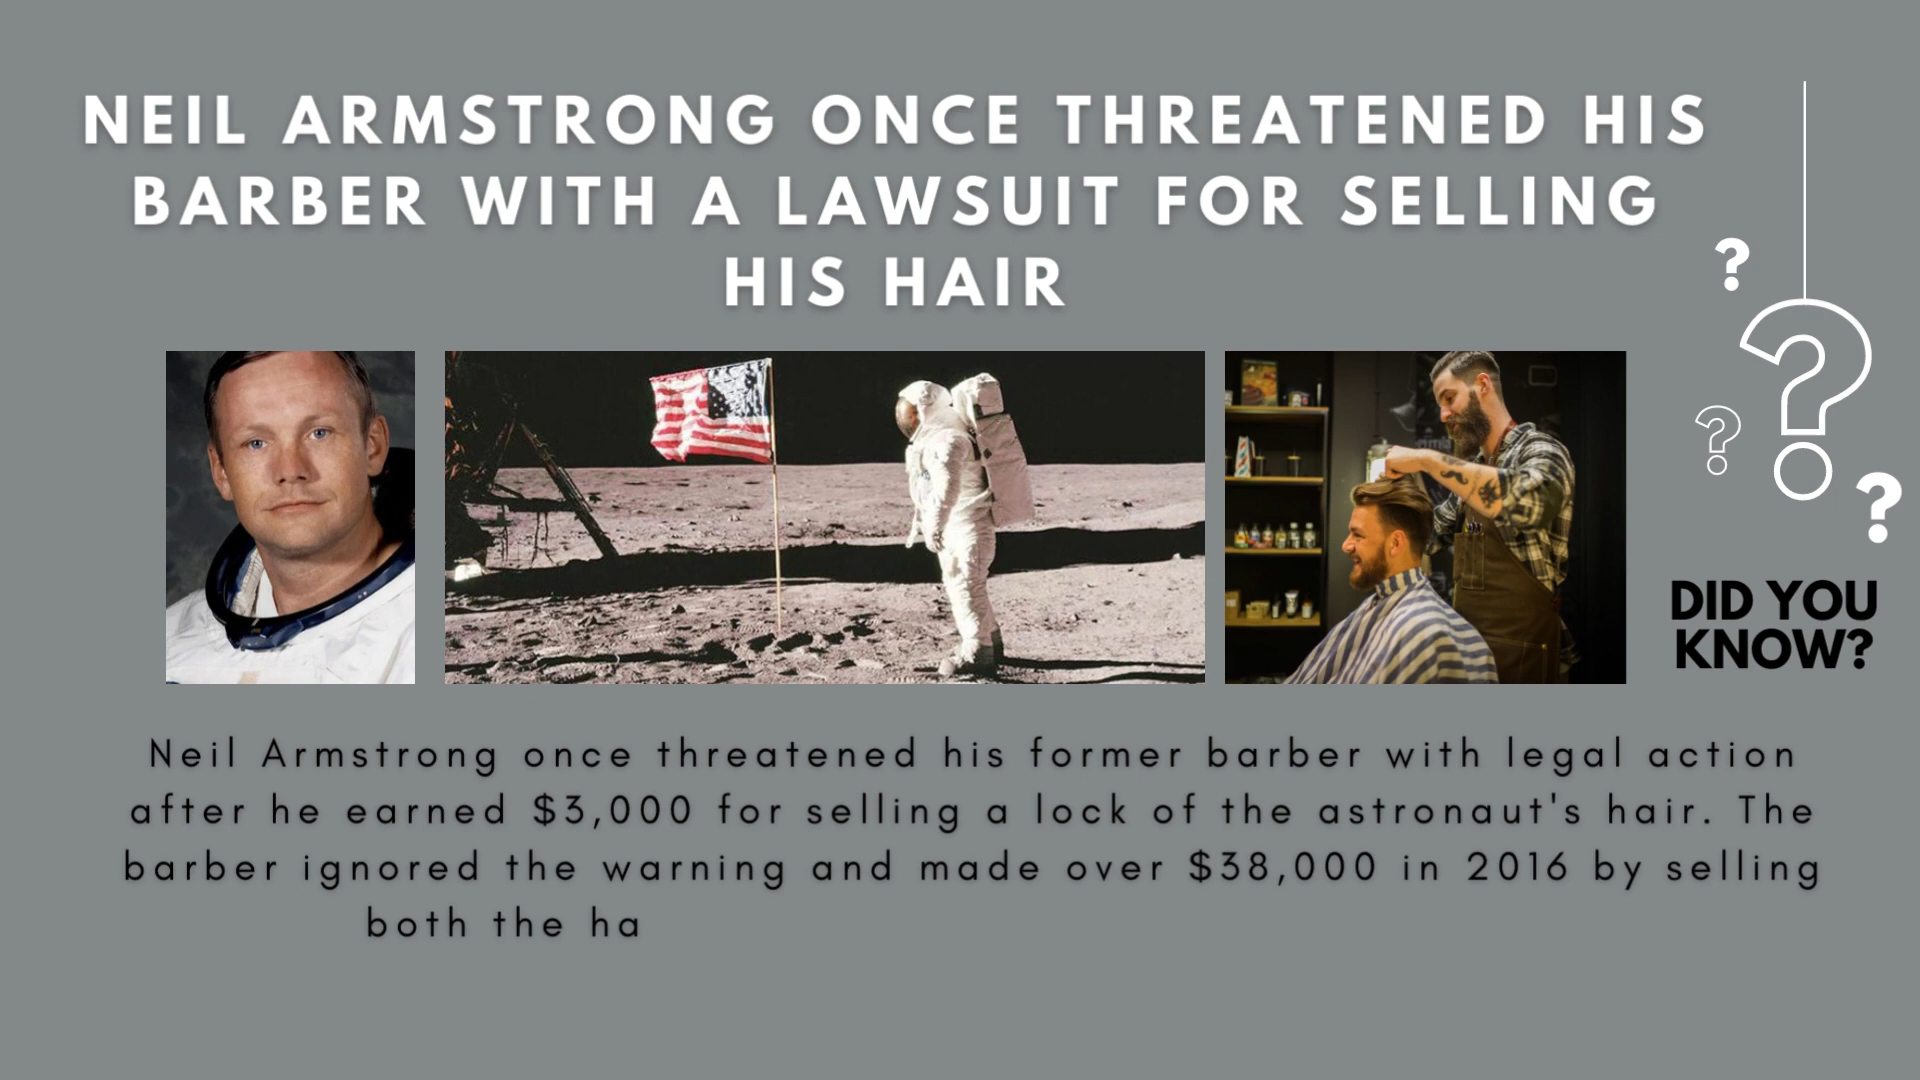 NEIL ARMSTRONG ONCE THREATENED HIS
BARBER WITH A LAWSUIT FOR SELLING
HIS HAIR
DID YOU
KNOW?
Neil Armstrong once threatened his former barber with legal action
after he earned $3,000 for selling a lock of the astronaut's hair. The
barber ignored the warning and made over $38,000 in 2016 by selling
both the ha